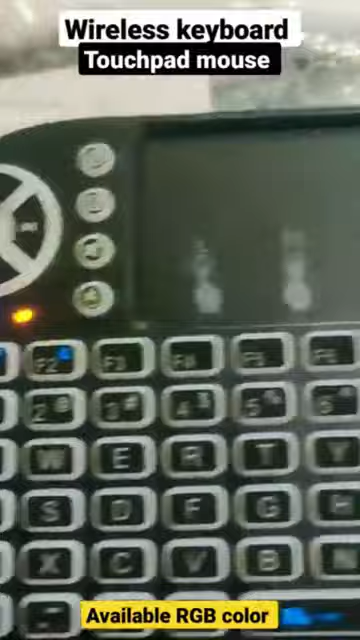 Wireless keyboard
Touchpad mouse
F2 F3 F4 F5 F6
2 @ 3 # 4 $ 5 % 6
W E R T Y
S D F G H
X C V B N
Available RGB color